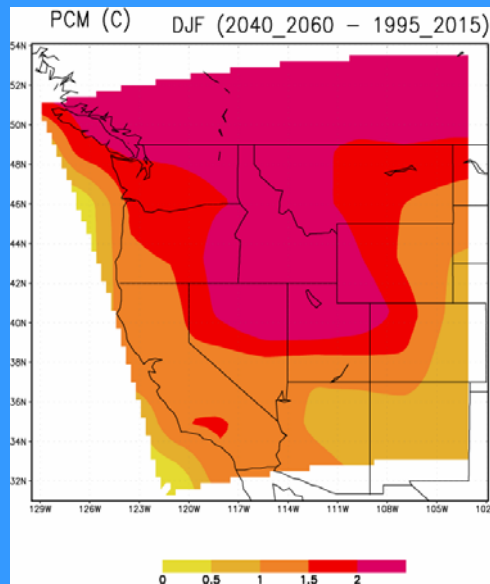 PCM (C) DJF (2040_2060 – 1995_2015)
54N
52N
50N
48N
46N
44N
42N
40N
38N
36N
34N
32N
129W 126W 123W 120W 117W 114W 111W 108W 105W 102W
0 0.5 1 1.5 2